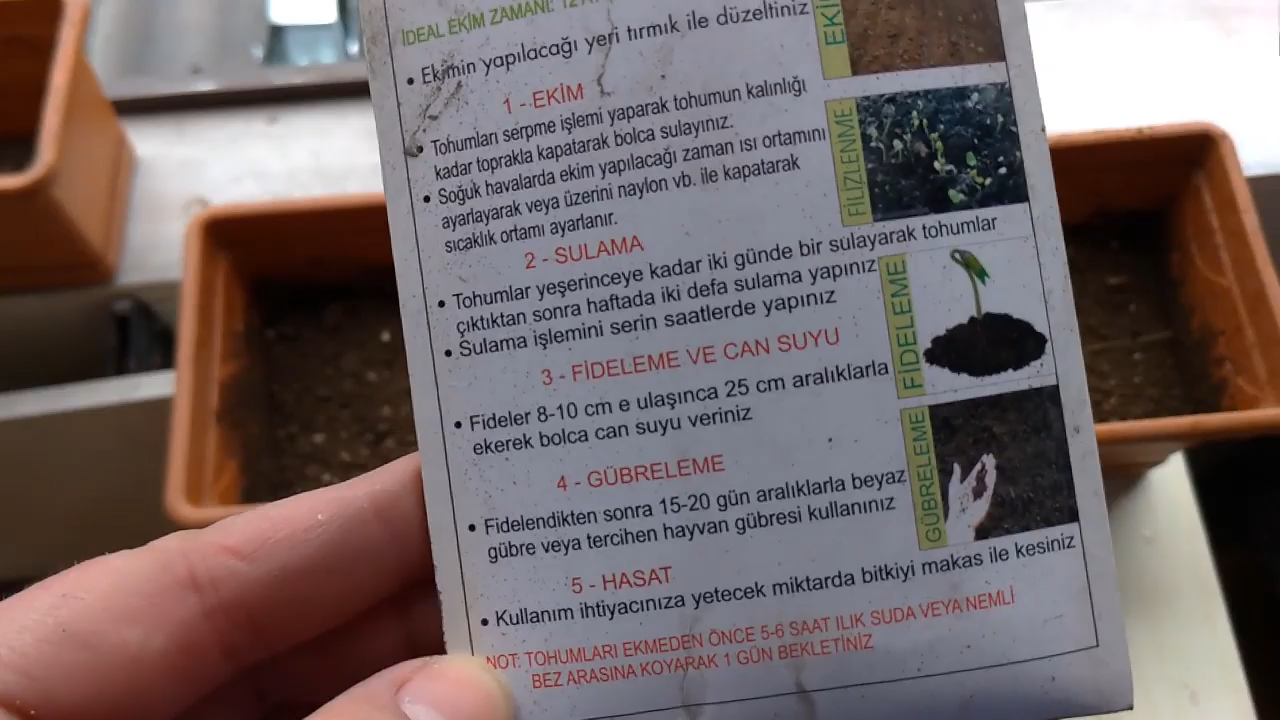 İDEAL EKİM ZAMANI: 12
• Ekimin yapılacağı yeri tırmık ile düzeltiniz
1 - EKİM
• Tohumları serpme işlemi yaparak tohumun kalınlığı
kadar toprakla kapatarak bolca sulayınız.
• Soğuk havalarda ekim yapılacağı zaman ısı ortamını
ayarlayarak veya üzerini naylon vb. ile kapatarak
sıcaklık ortamı ayarlanır.
2 - SULAMA
• Tohumlar yeşerinceye kadar iki günde bir sulayarak tohumlar
çıktıktan sonra haftada iki defa sulama yapınız
• Sulama işlemini serin saatlerde yapınız
3 - FİDELEME VE CAN SUYU
• Fideler 8-10 cm e ulaşınca 25 cm aralıklarla
ekerek bolca can suyu veriniz
4 - GÜBRELEME
• Fidelendikten sonra 15-20 gün aralıklarla beyaz
gübre veya tercihen hayvan gübresi kullanınız
5 - HASAT
• Kullanım ihtiyacınıza yetecek miktarda bitkiyi makas ile kesiniz
NOT: TOHUMLARI EKMEDEN ÖNCE 5-6 SAAT ILIK SUDA VEYA NEMLİ
BEZ ARASINA KOYARAK 1 GÜN BEKLETİNİZ
FİLİZLENME
FİDELEME
GÜBRELEME